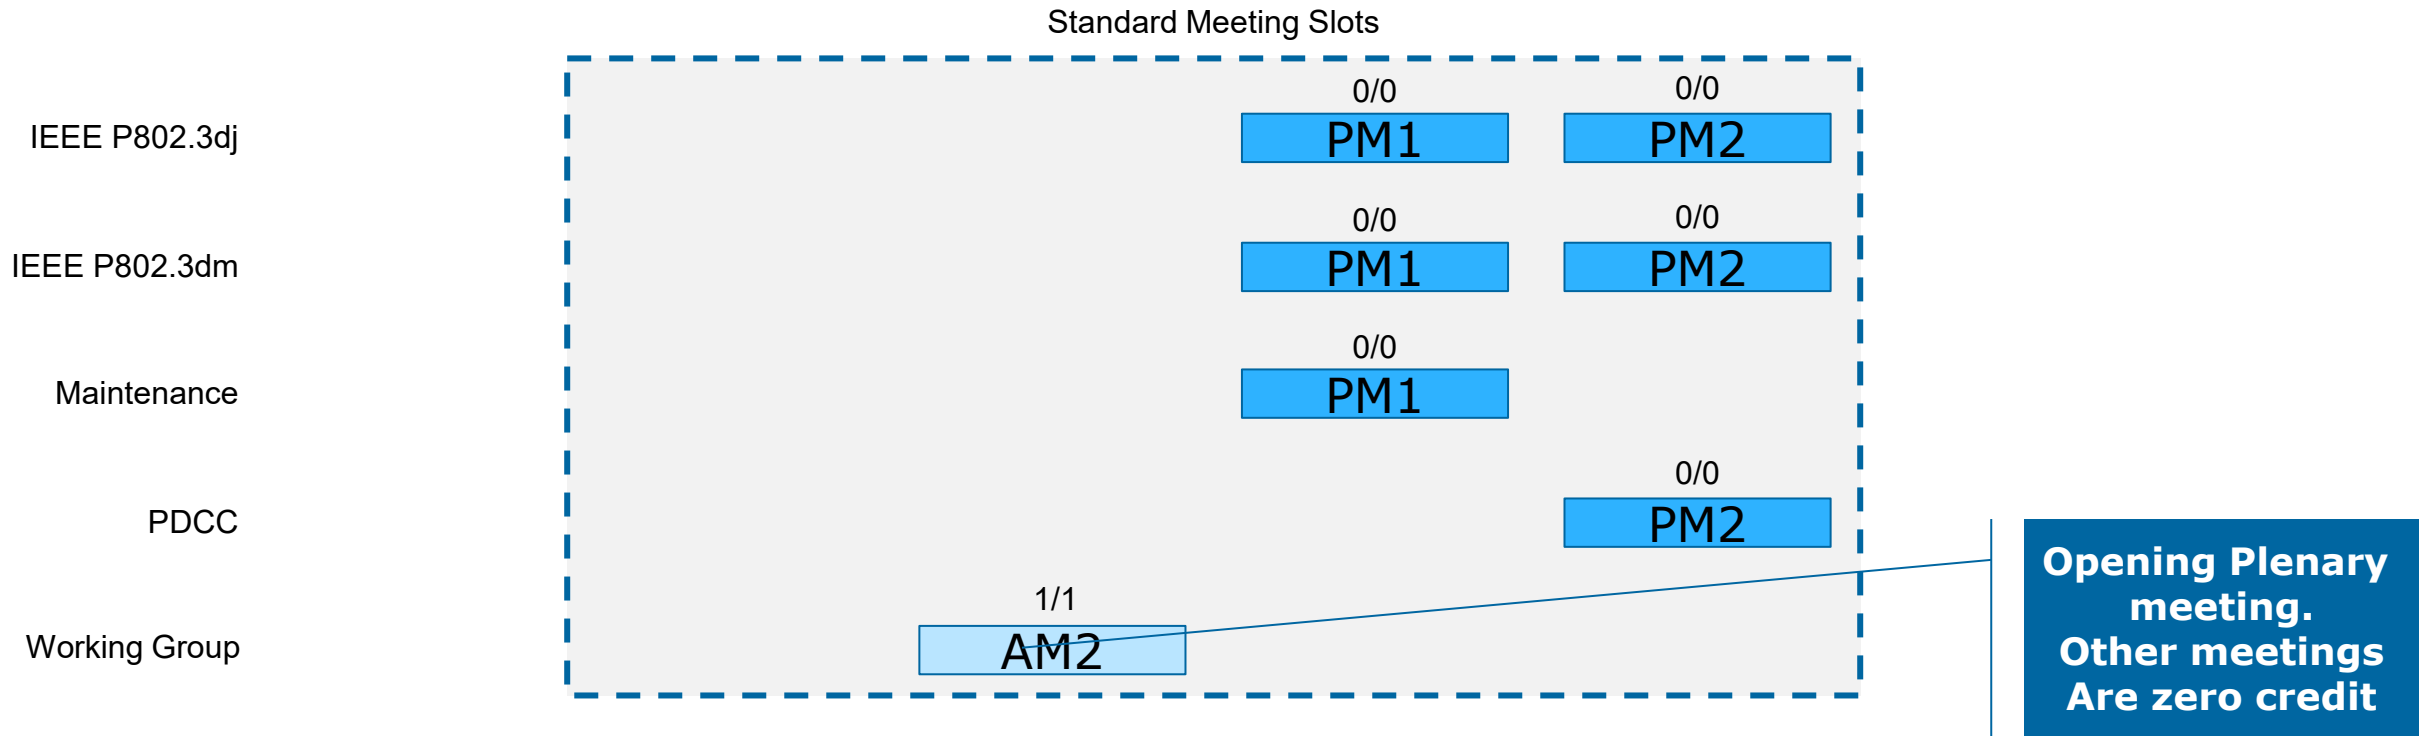 Standard Meeting Slots
0/0 0/0
IEEE P802.3dj PM1 PM2
0/0 0/0
IEEE P802.3dm PM1 PM2
0/0
Maintenance PM1
0/0
PDCC PM2
1/1
Working Group AM2
Opening Plenary
meeting.
Other meetings
Are zero credit